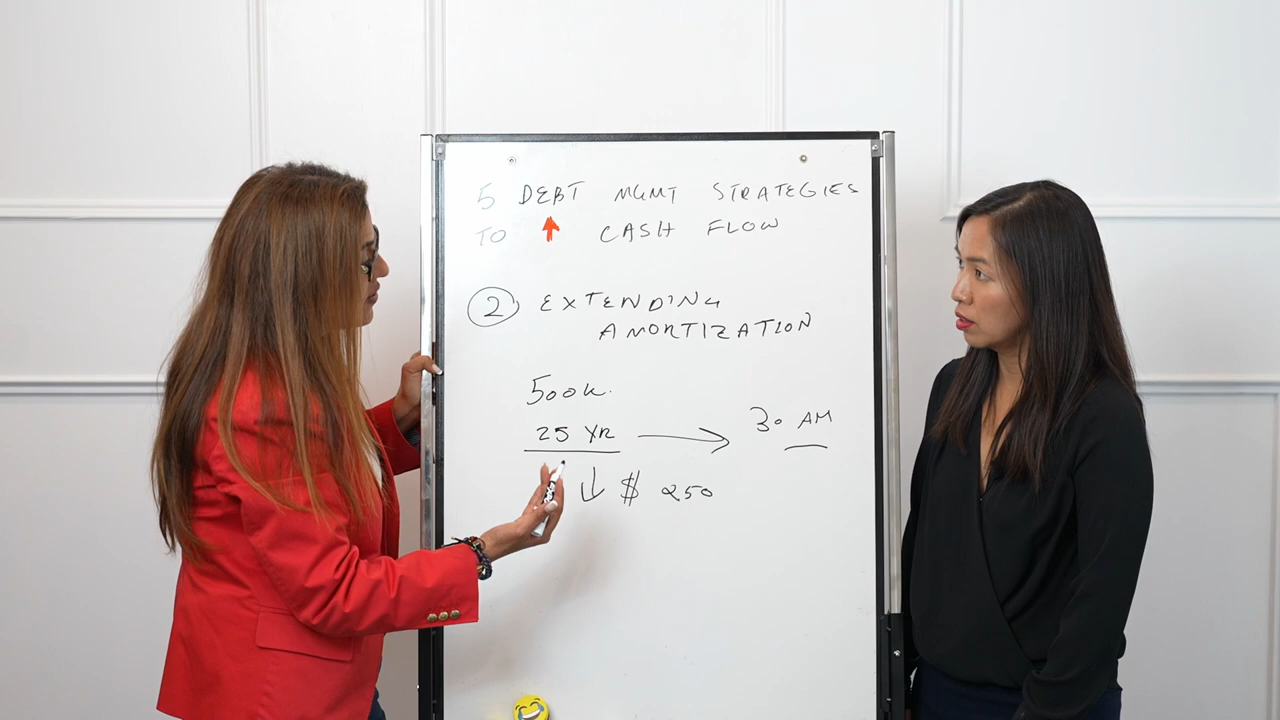 5 DEBT MGMT STRATEGIES
TO ↑ CASH FLOW
2 EXTENDING
AMORTIZATION
500k.
25 YR → 30 AM
↓ $ 250